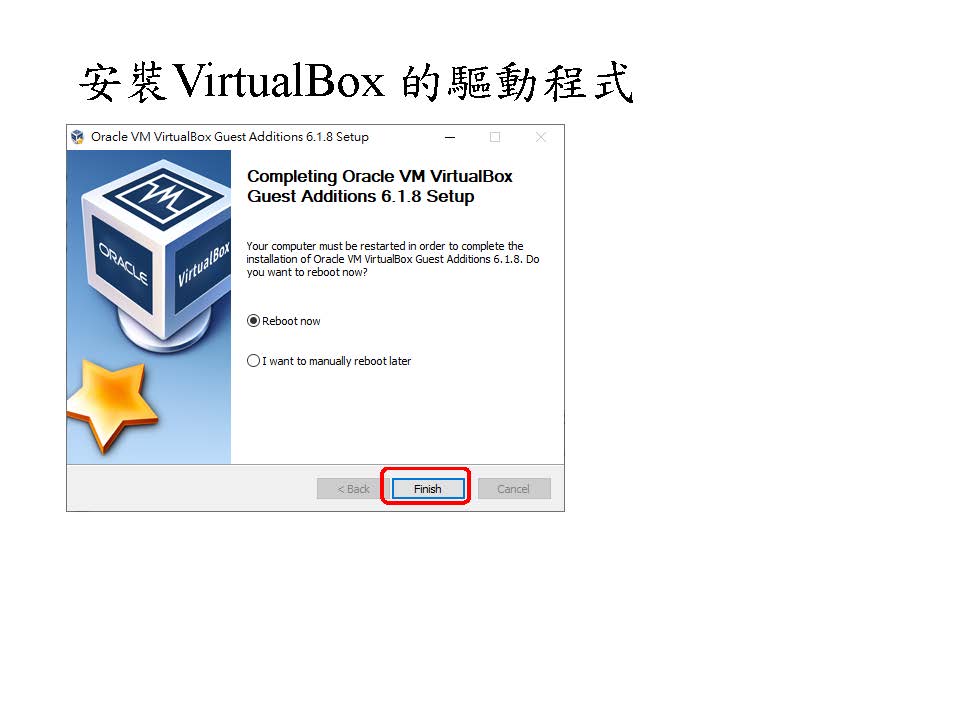 安裝VirtualBox 的驅動程式
Oracle VM VirtualBox Guest Additions 6.1.8 Setup
ORACLE
VirtualBox
Completing Oracle VM VirtualBox
Guest Additions 6.1.8 Setup
Your computer must be restarted in order to complete the
installation of Oracle VM VirtualBox Guest Additions 6.1.8. Do
you want to reboot now?
Reboot now
I want to manually reboot later
< Back
Finish
Cancel